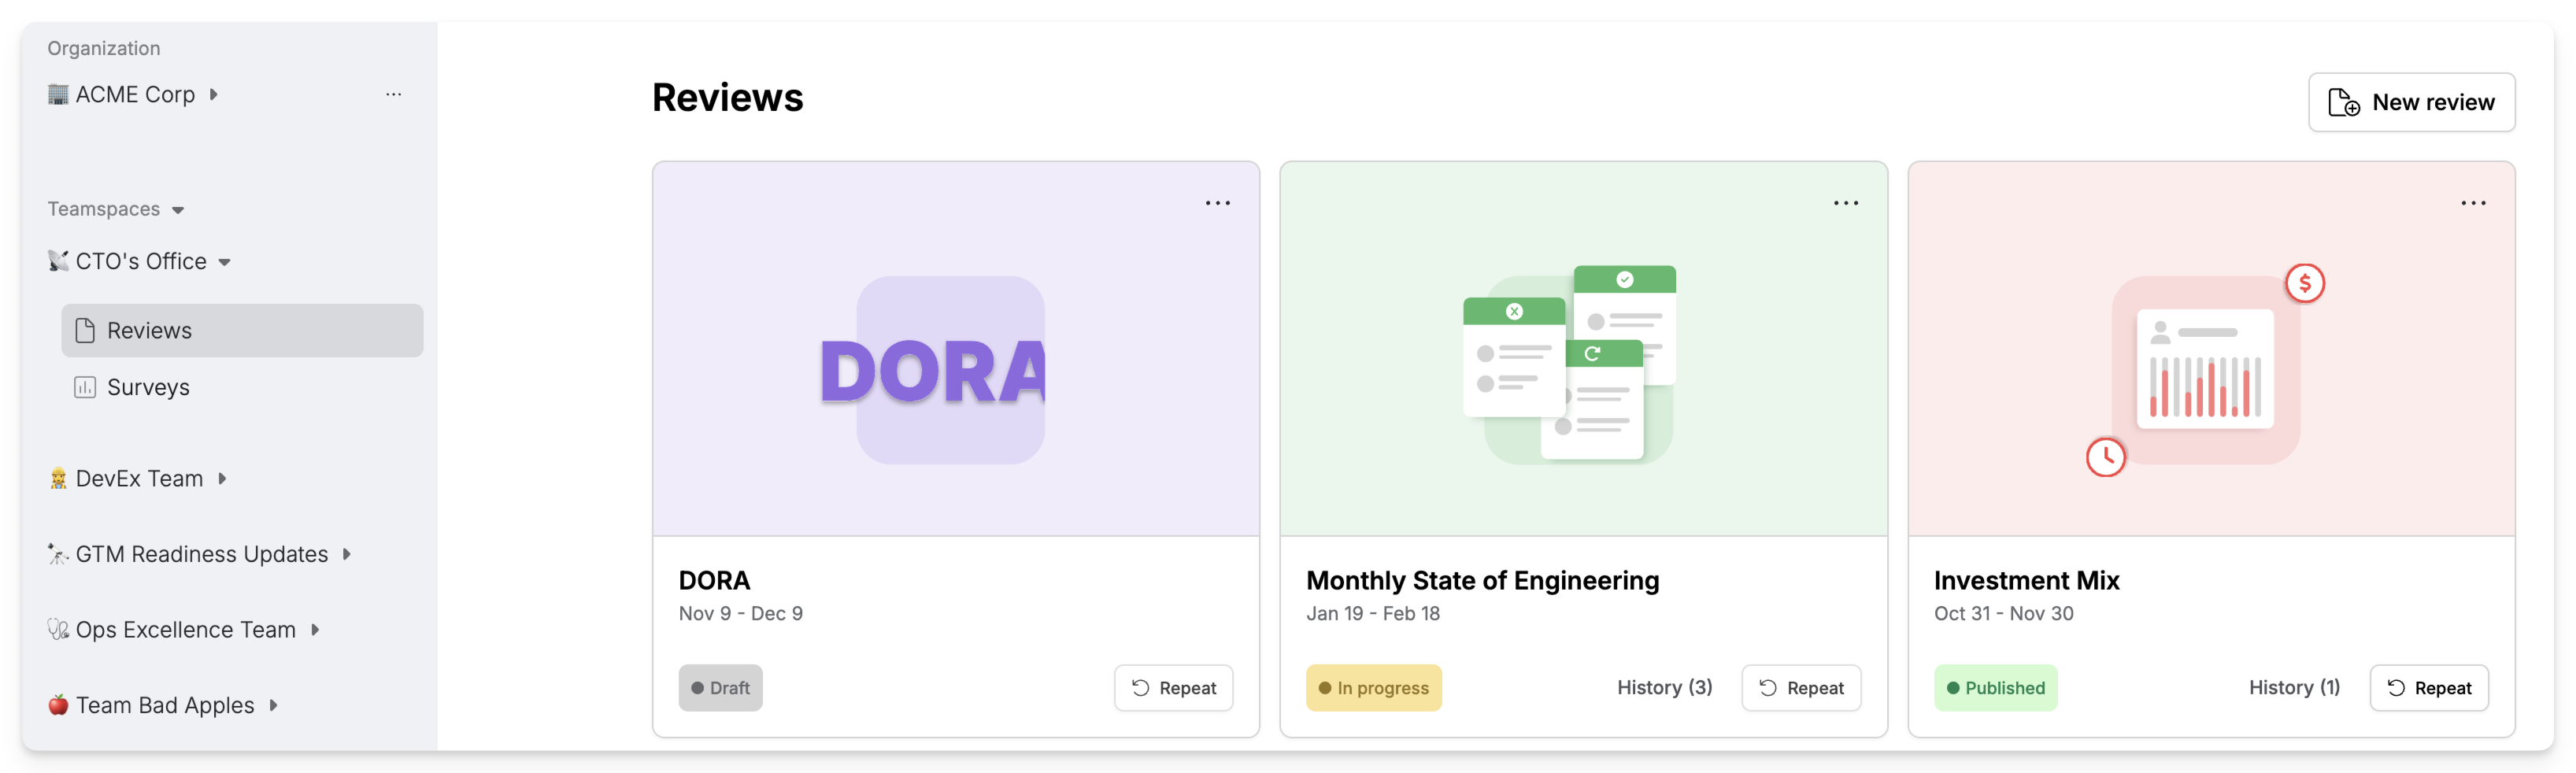 Organization
ACME Corp
Teamspaces
CTO's Office
Reviews
Surveys
DevEx Team
GTM Readiness Updates
Ops Excellence Team
Team Bad Apples
Reviews
New review
DORA
DORA
Nov 9 - Dec 9
Draft
Repeat
Monthly State of Engineering
Jan 19 - Feb 18
In progress
History (3)
Repeat
$
Investment Mix
Oct 31 - Nov 30
Published
History (1)
Repeat